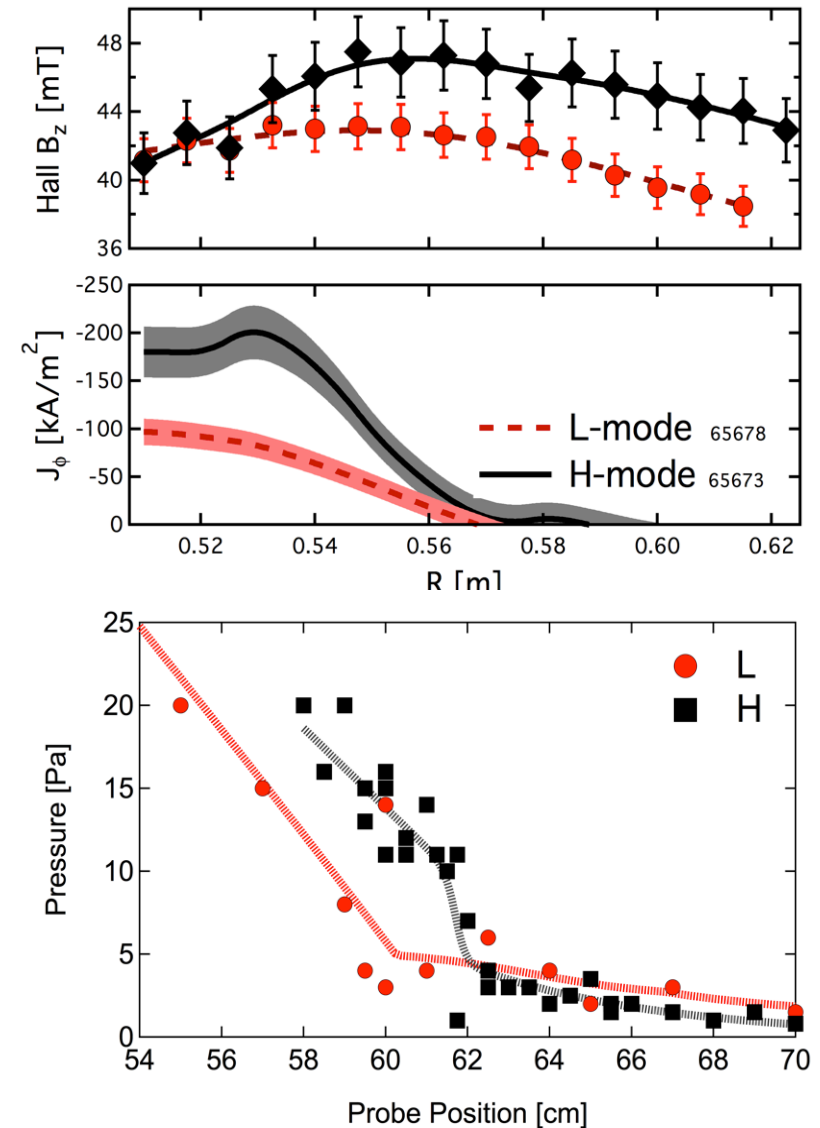 Hall B_z [mT]
48
44
40
36
J_ϕ [kA/m²]
-250
-200
-150
-100
-50
0
L-mode 65678
H-mode 65673
0.52 0.54 0.56 0.58 0.60 0.62
R [m]
Pressure [Pa]
25
20
15
10
5
0
L
H
54 56 58 60 62 64 66 68 70
Probe Position [cm]